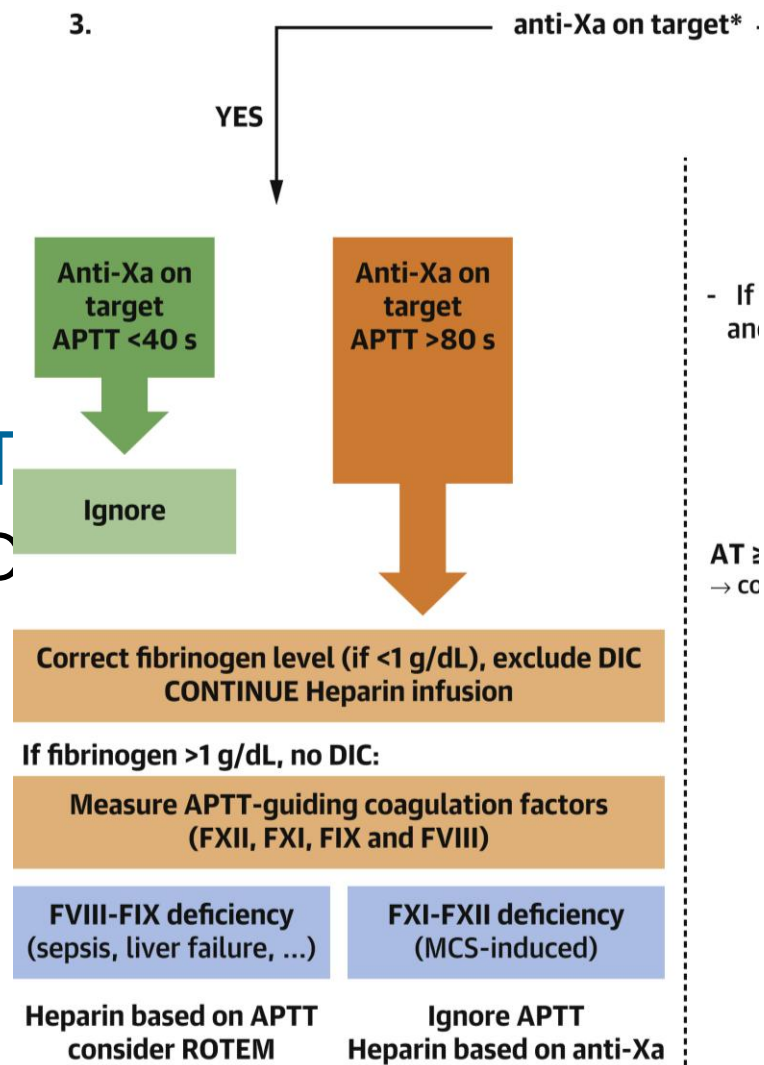 3.
anti-Xa on target*
YES
Anti-Xa on
target
APTT <40 s
Anti-Xa on
target
APTT >80 s
- If
Ignore
AT ≥
→ co
Correct fibrinogen level (if <1 g/dL), exclude DIC
CONTINUE Heparin infusion
If fibrinogen >1 g/dL, no DIC:
Measure APTT-guiding coagulation factors
(FXII, FXI, FIX and FVIII)
FVIII-FIX deficiency
(sepsis, liver failure, ...)
FXI-FXII deficiency
(MCS-induced)
Heparin based on APTT
consider ROTEM
Ignore APTT
Heparin based on anti-Xa